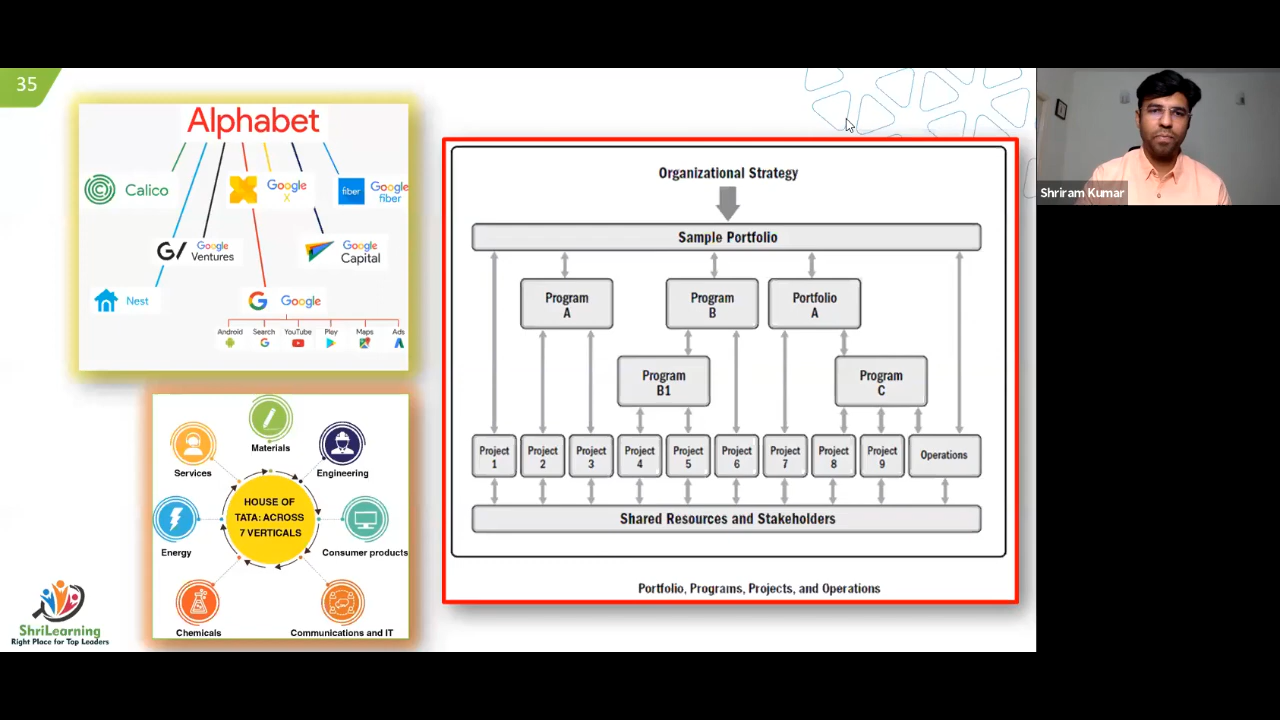 35
Alphabet
Calico
Google
X
fiber
Google
fiber
G/
Google
Ventures
Google
Capital
Nest
G
Google
Android
Search
YouTube
Play
Maps
Ads
G
Materials
Services
Engineering
HOUSE OF
TATA: ACROSS
7 VERTICALS
Energy
Consumer products
Chemicals
Communications and IT
ShriLearning
Right Place for Top Leaders
Organizational Strategy
Sample Portfolio
Program
A
Program
B
Portfolio
A
Program
B1
Program
C
Project
1
Project
2
Project
3
Project
4
Project
5
Project
6
Project
7
Project
8
Project
9
Operations
Shared Resources and Stakeholders
Portfolio, Programs, Projects, and Operations
Shriram Kumar